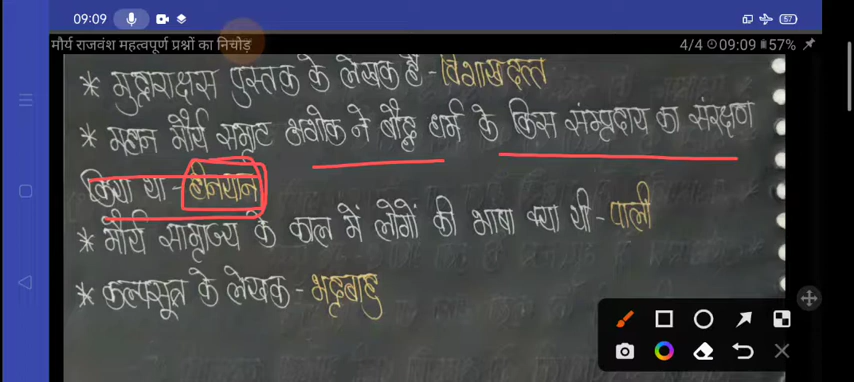 09:09 57
मौर्य राजवंश महत्वपूर्ण प्रश्नों का निचोड़ 4/4 09:09 57%
* मुद्राराक्षस पुस्तक के लेखक है - विशाखदत्त
* महान मौर्य सम्राट अशोक ने बौद्ध धर्म के किस सम्प्रदाय का संरक्षण
किया था - हीनयान
* मौर्य साम्राज्य के काल में लोगों की भाषा क्या थी - पाली
* कल्पसूत्र के लेखक - भद्रबाहु